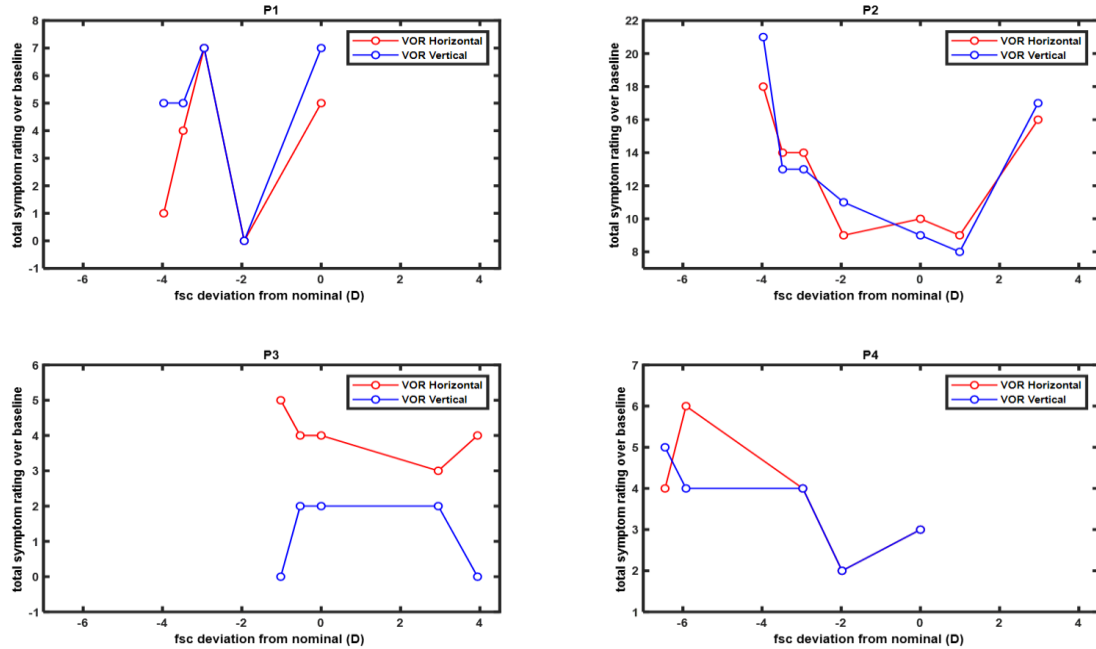 P1
total symptom rating over baseline
8
7
6
5
4
3
2
1
0
-1
VOR Horizontal
VOR Vertical
-6 -4 -2 0 2 4
fsc deviation from nominal (D)
P2
total symptom rating over baseline
22
20
18
16
14
12
10
8
VOR Horizontal
VOR Vertical
-6 -4 -2 0 2 4
fsc deviation from nominal (D)
P3
total symptom rating over baseline
6
5
4
3
2
1
0
-1
VOR Horizontal
VOR Vertical
-6 -4 -2 0 2 4
fsc deviation from nominal (D)
P4
total symptom rating over baseline
7
6
5
4
3
2
1
VOR Horizontal
VOR Vertical
-6 -4 -2 0 2 4
fsc deviation from nominal (D)